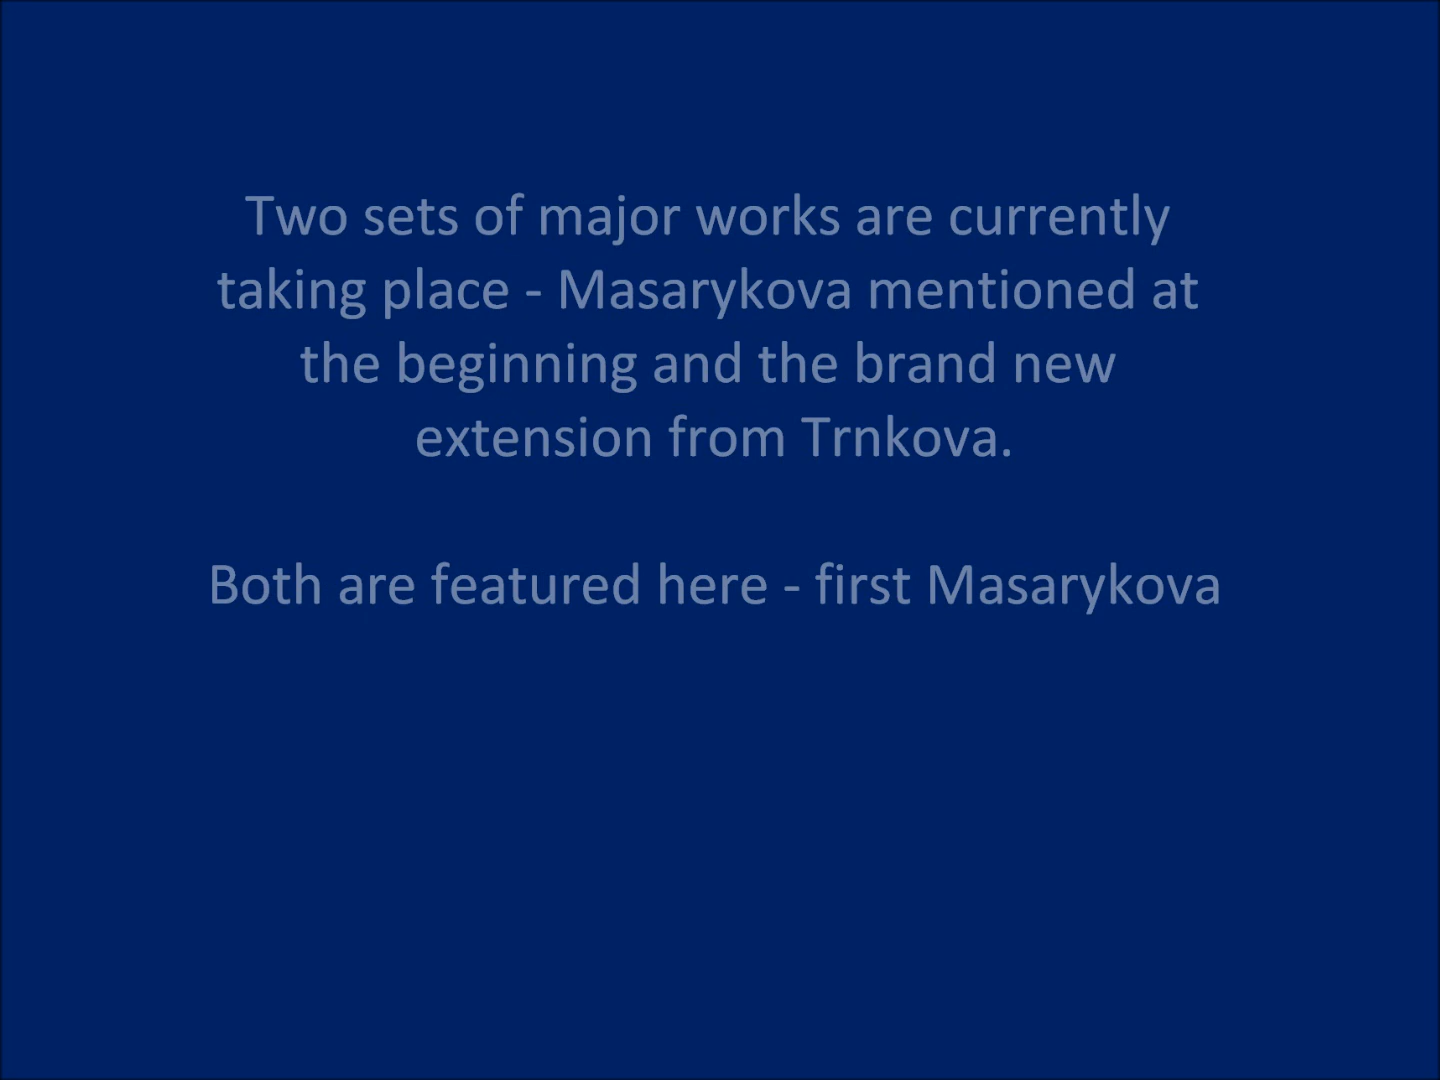 Two sets of major works are currently
taking place - Masarykova mentioned at
the beginning and the brand new
extension from Trnkova.
Both are featured here - first Masarykova